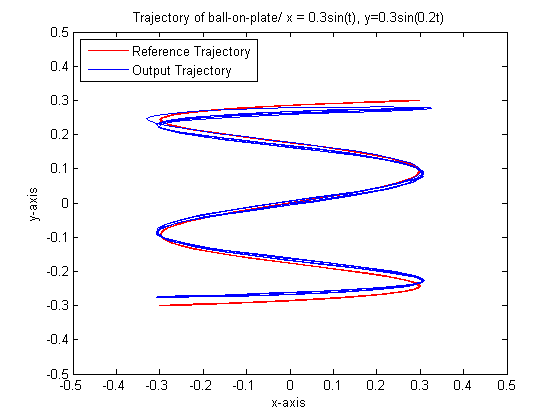 Trajectory of ball-on-plate/ x = 0.3sin(t), y=0.3sin(0.2t)
Reference Trajectory
Output Trajectory
0.5
0.4
0.3
0.2
0.1
0
-0.1
-0.2
-0.3
-0.4
-0.5
y-axis
-0.5 -0.4 -0.3 -0.2 -0.1 0 0.1 0.2 0.3 0.4 0.5
x-axis